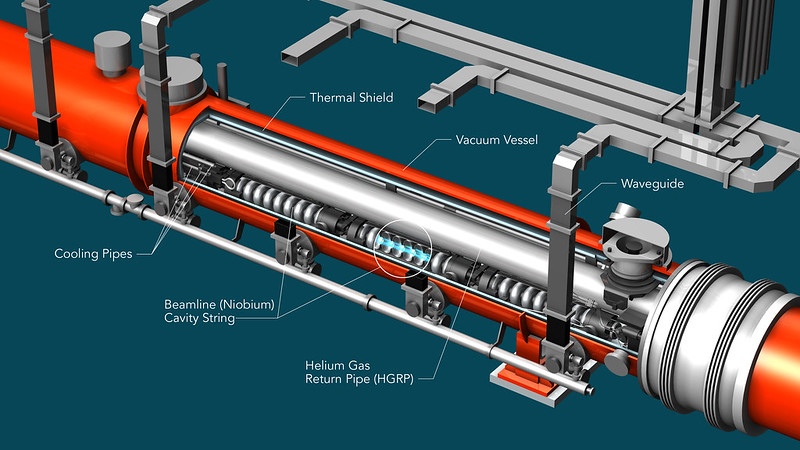 Thermal Shield
Vacuum Vessel
Waveguide
Cooling Pipes
Beamline (Niobium)
Cavity String
Helium Gas
Return Pipe (HGRP)